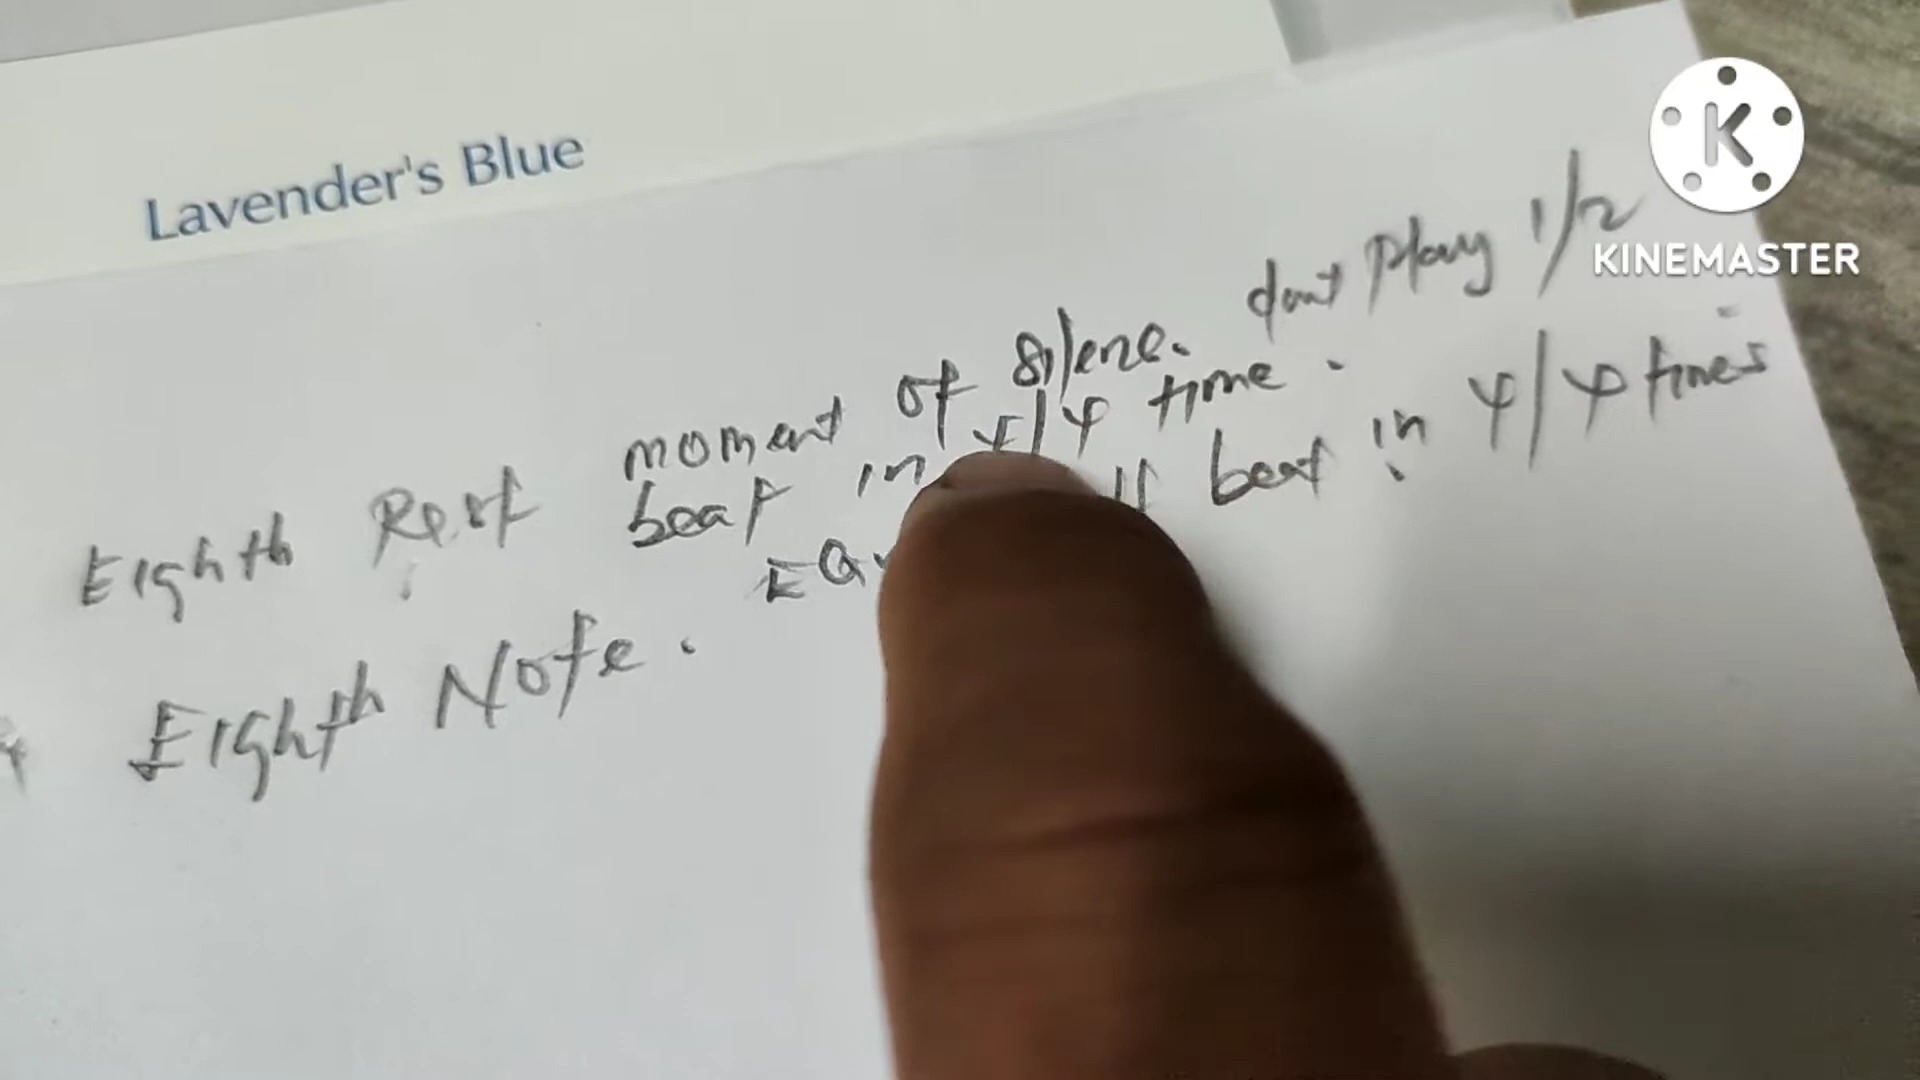 Lavender's Blue
KINEMASTER
Eighth Rest moment of Silene. dont Play 1/2
beat in 4/4 time.
Eighth Note. beat in 4/4 times